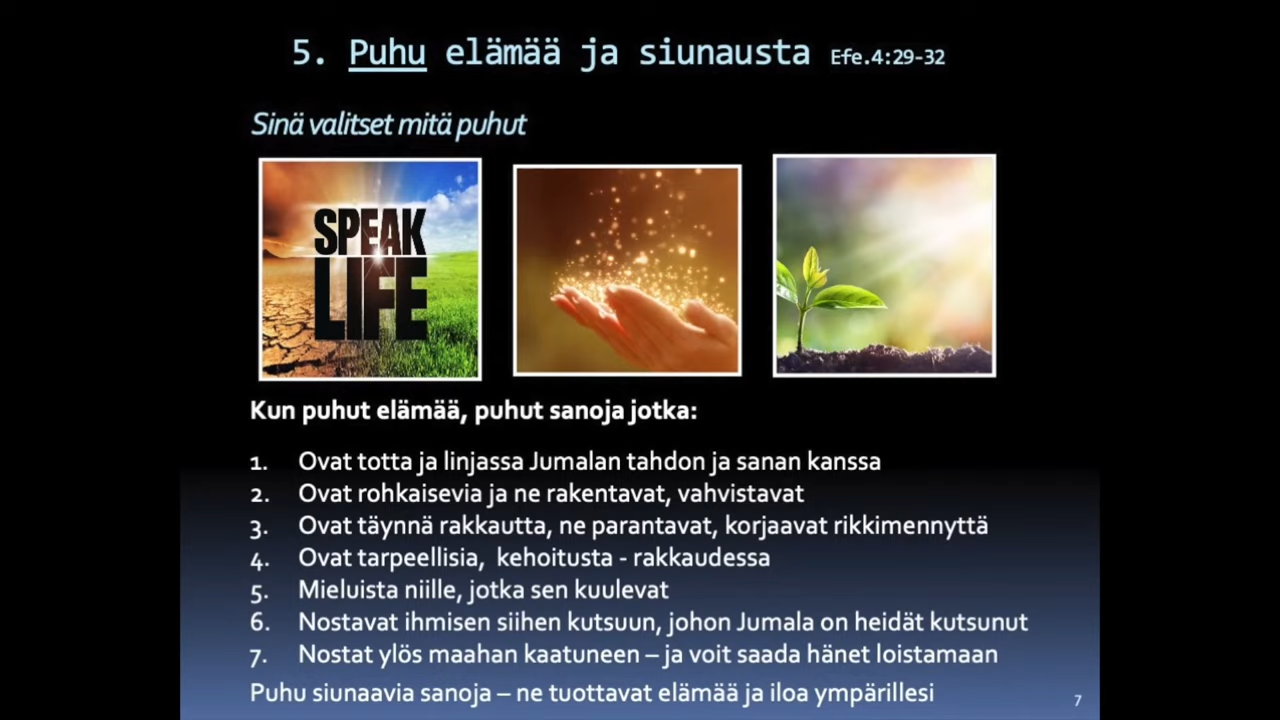 5. Puhu elämää ja siunausta Efe.4:29-32
Sinä valitset mitä puhut
SPEAK
LIFE
Kun puhut elämää, puhut sanoja jotka:
1. Ovat totta ja linjassa Jumalan tahdon ja sanan kanssa
2. Ovat rohkaisevia ja ne rakentavat, vahvistavat
3. Ovat täynnä rakkautta, ne parantavat, korjaavat rikkimennyttä
4. Ovat tarpeellisia, kehoitusta - rakkaudessa
5. Mieluista niille, jotka sen kuulevat
6. Nostavat ihmisen siihen kutsuun, johon Jumala on heidät kutsunut
7. Nostat ylös maahan kaatuneen – ja voit saada hänet loistamaan
Puhu siunaavia sanoja – ne tuottavat elämää ja iloa ympärillesi
7